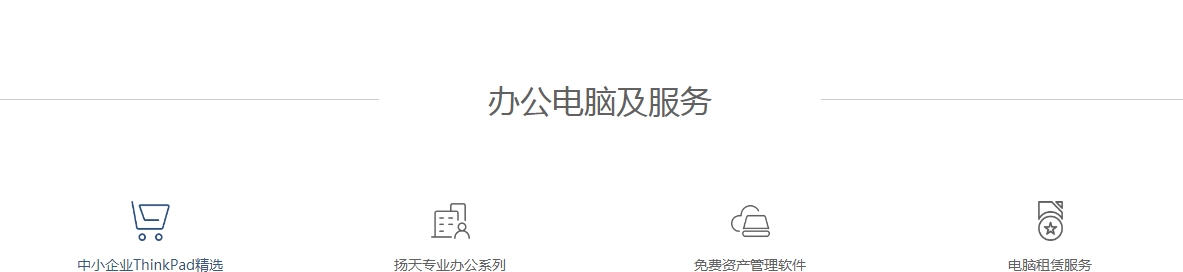 办公电脑及服务
中小企业ThinkPad精选
扬天专业办公系列
免费资产管理软件
电脑租赁服务